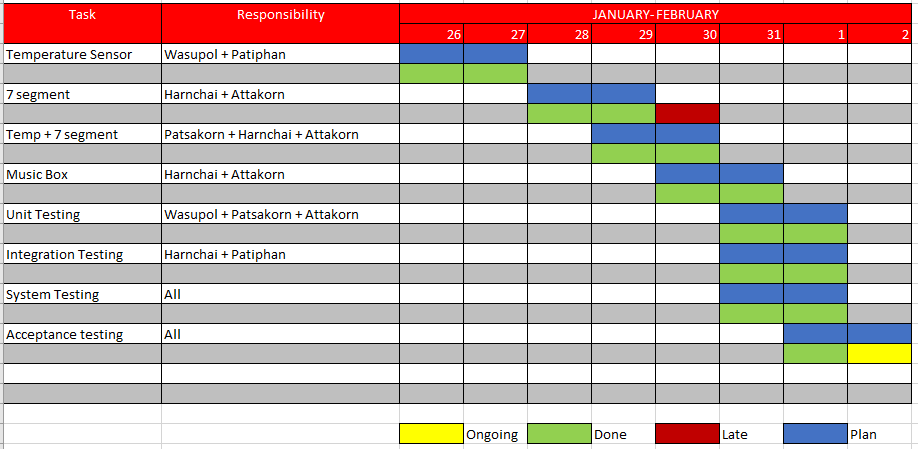 Task Responsibility JANUARY-FEBRUARY
26 27 28 29 30 31 1 2
Temperature Sensor Wasupol + Patiphan
7 segment Harnchai + Attakorn
Temp + 7 segment Patsakorn + Harnchai + Attakorn
Music Box Harnchai + Attakorn
Unit Testing Wasupol + Patsakorn + Attakorn
Integration Testing Harnchai + Patiphan
System Testing All
Acceptance testing All
Ongoing Done Late Plan